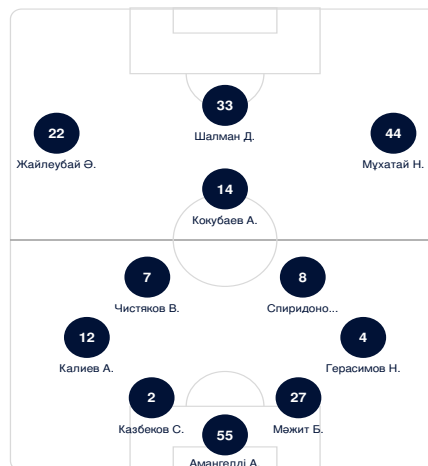 33
Шалман Д.
22
Жайлеубай Ә.
44
Мұхатай Н.
14
Кокубаев А.
7
Чистяков В.
8
Спиридоно...
12
Калиев А.
4
Герасимов Н.
2
Казбеков С.
27
Мәжит Б.
55
Амангелді А.